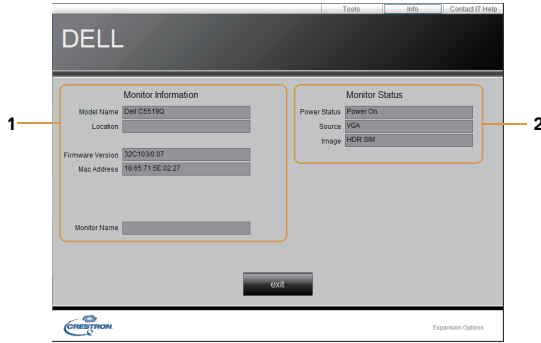 Tools Info Contact IT Help
DELL
Monitor Information
Model Name Dell C5519Q
Location
Firmware Version 32C103/0.07
Mac Address 18:65:71:5E:02:27
Monitor Name
1
Monitor Status
Power Status Power On.
Source VGA
Image HDR SIM
2
exit
CRESTRON
Expansion Options